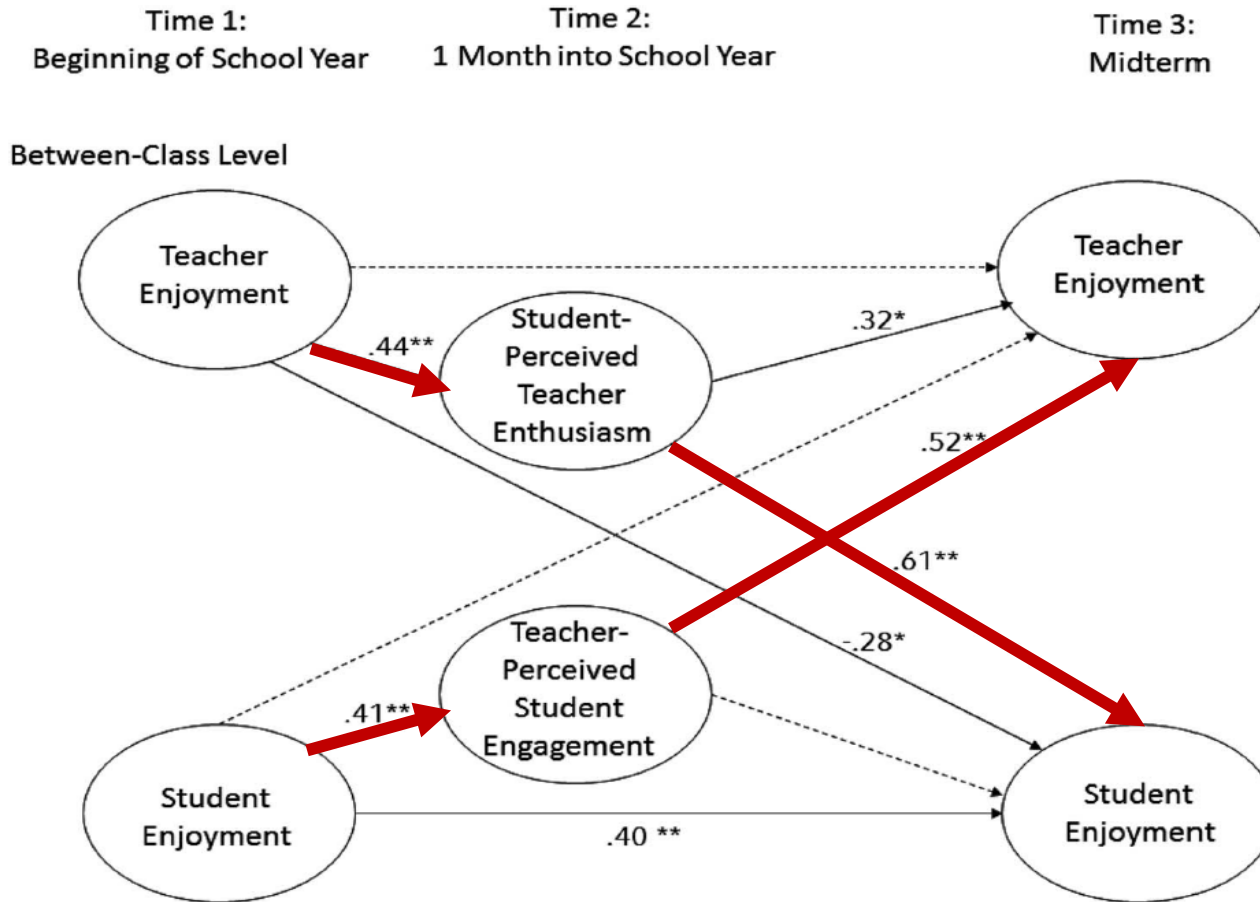 Time 1:
Beginning of School Year
Time 2:
1 Month into School Year
Time 3:
Midterm
Between-Class Level
Teacher
Enjoyment
.44**
Student-
Perceived
Teacher
Enthusiasm
.32*
Teacher
Enjoyment
.52**
.61**
-.28*
Student
Enjoyment
.41**
Teacher-
Perceived
Student
Engagement
.40 **
Student
Enjoyment